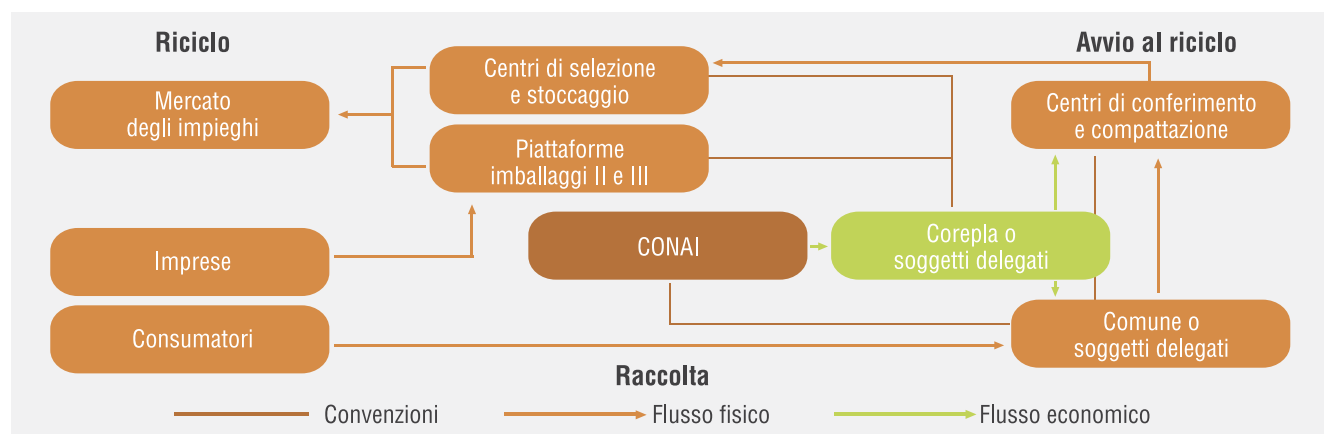 Riciclo
Avvio al riciclo
Mercato
degli impieghi
Centri di selezione
e stoccaggio
Centri di conferimento
e compattazione
Piattaforme
imballaggi II e III
Imprese
CONAI
Corepla o
soggetti delegati
Consumatori
Comune o
soggetti delegati
Raccolta
Convenzioni
Flusso fisico
Flusso economico